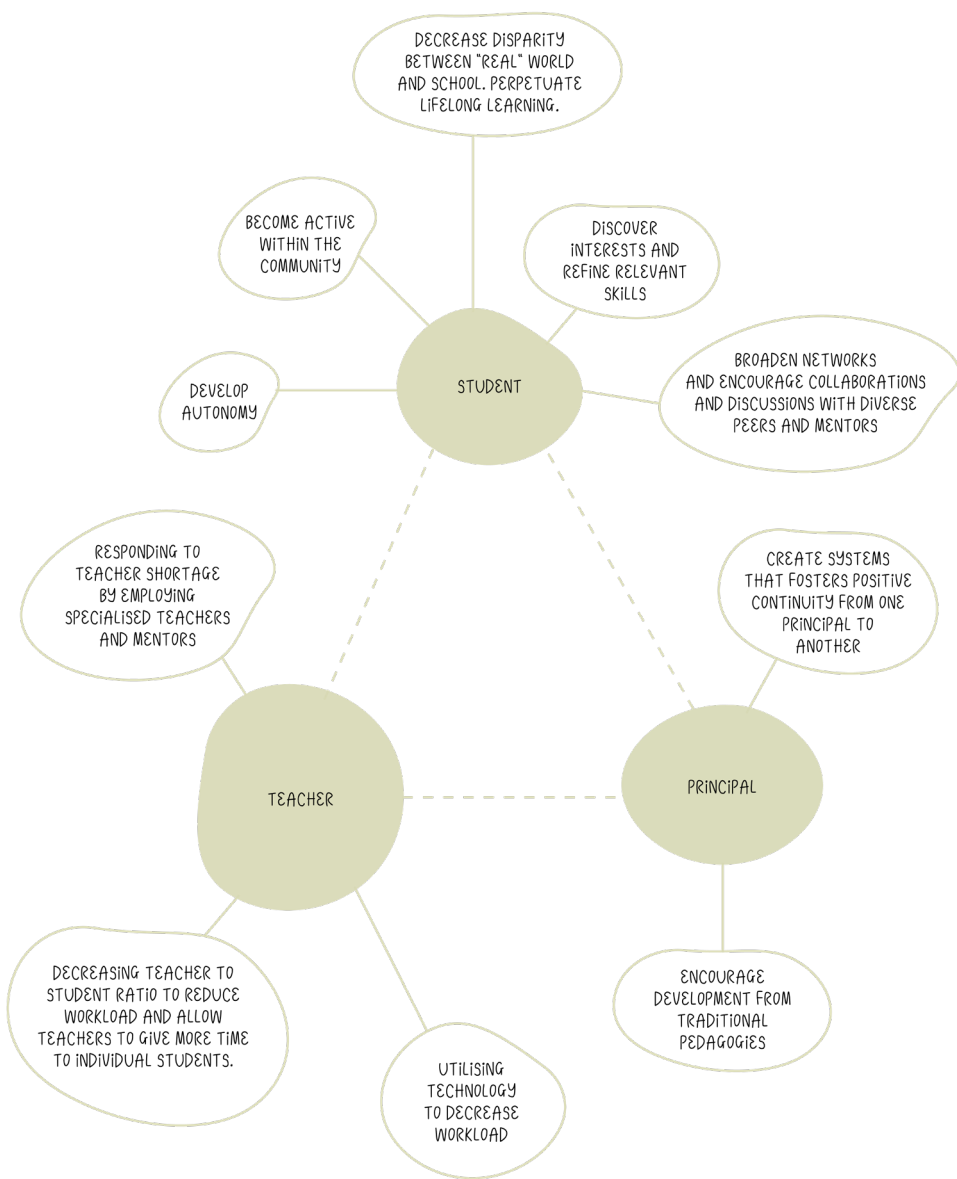 DECREASE DISPARITY
BETWEEN "REAL" WORLD
AND SCHOOL. PERPETUATE
LIFELONG LEARNING.
BECOME ACTIVE
WITHIN THE
COMMUNITY
DISCOVER
INTERESTS AND
REFINE RELEVANT
SKILLS
DEVELOP
AUTONOMY
STUDENT
BROADEN NETWORKS
AND ENCOURAGE COLLABORATIONS
AND DISCUSSIONS WITH DIVERSE
PEERS AND MENTORS
RESPONDING TO
TEACHER SHORTAGE
BY EMPLOYING
SPECIALISED TEACHERS
AND MENTORS
CREATE SYSTEMS
THAT FOSTERS POSITIVE
CONTINUITY FROM ONE
PRINCIPAL TO
ANOTHER
TEACHER
PRINCIPAL
DECREASING TEACHER TO
STUDENT RATIO TO REDUCE
WORKLOAD AND ALLOW
TEACHERS TO GIVE MORE TIME
TO INDIVIDUAL STUDENTS.
UTILISING
TECHNOLOGY
TO DECREASE
WORKLOAD
ENCOURAGE
DEVELOPMENT FROM
TRADITIONAL
PEDAGOGIES